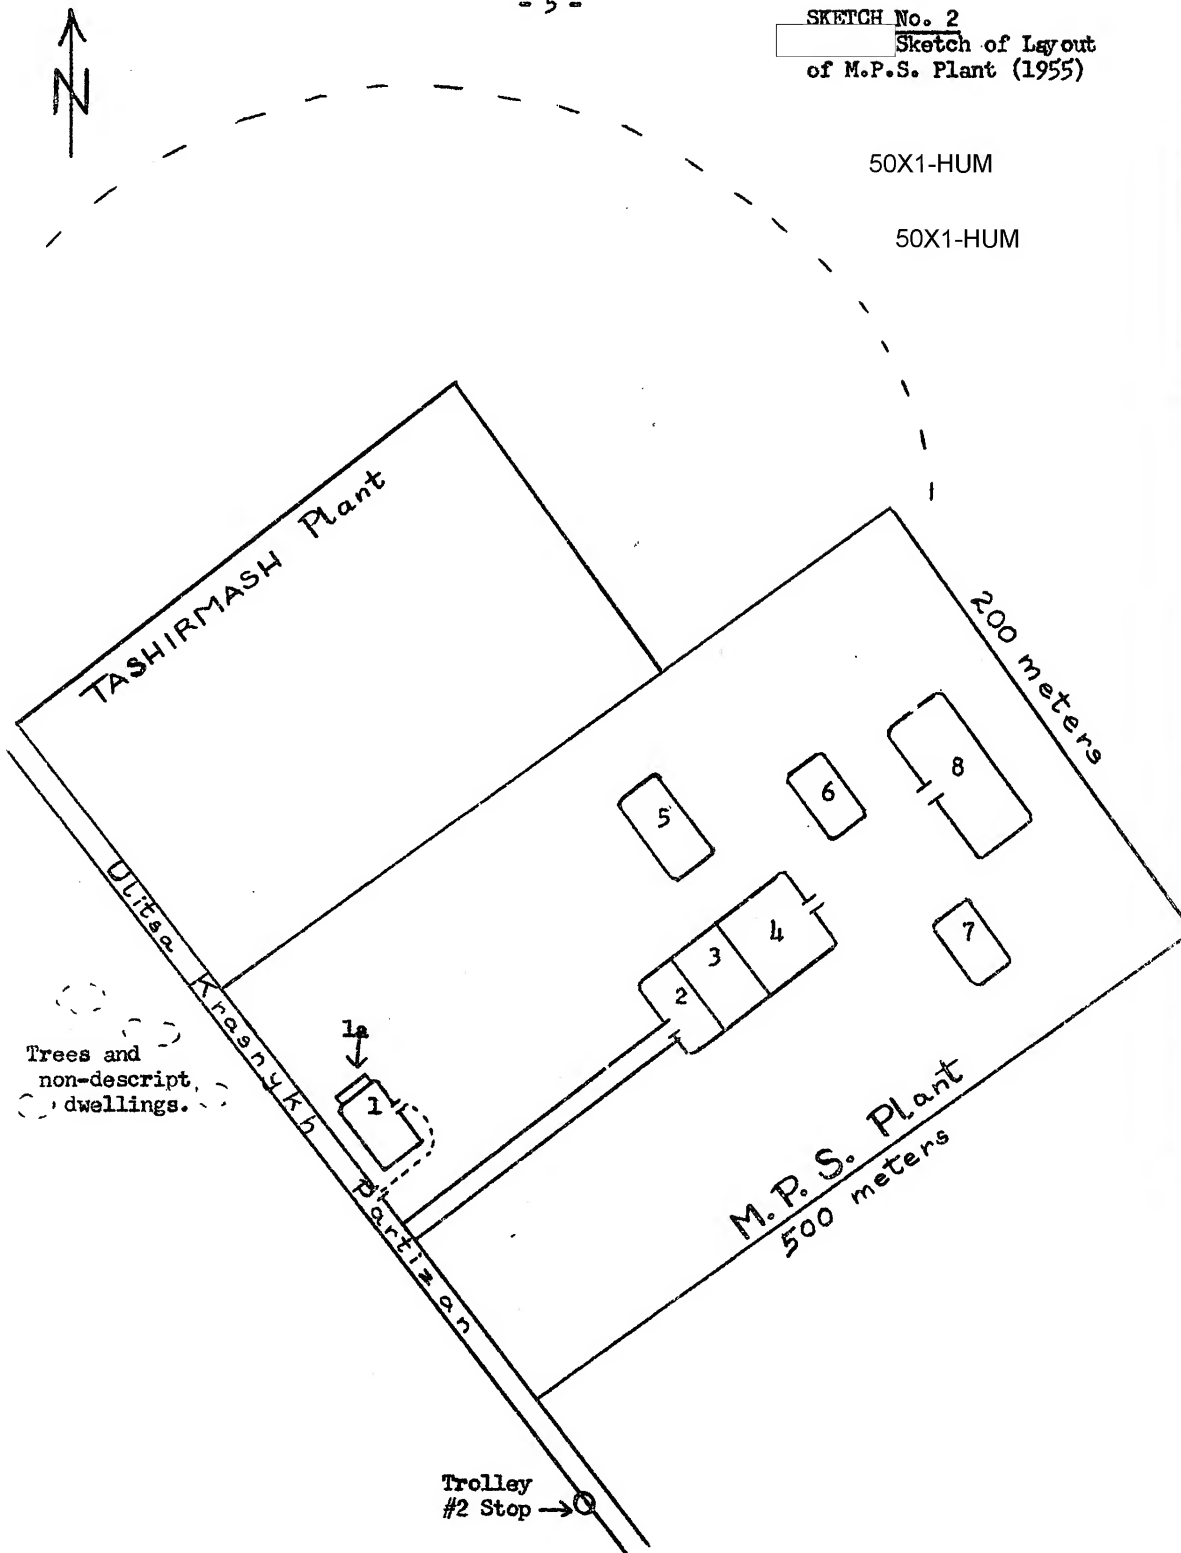 - 5 -
SKETCH No. 2
Sketch of Layout
of M.P.S. Plant (1955)
N
50X1-HUM
50X1-HUM
TASHIRMASH Plant
200 meters
8
6
5
4
3
7
2
Ulitsa Krasnykh Partizan
1a
1
Trees and
non-descript
dwellings.
M.P.S. Plant
500 meters
Trolley
#2 Stop